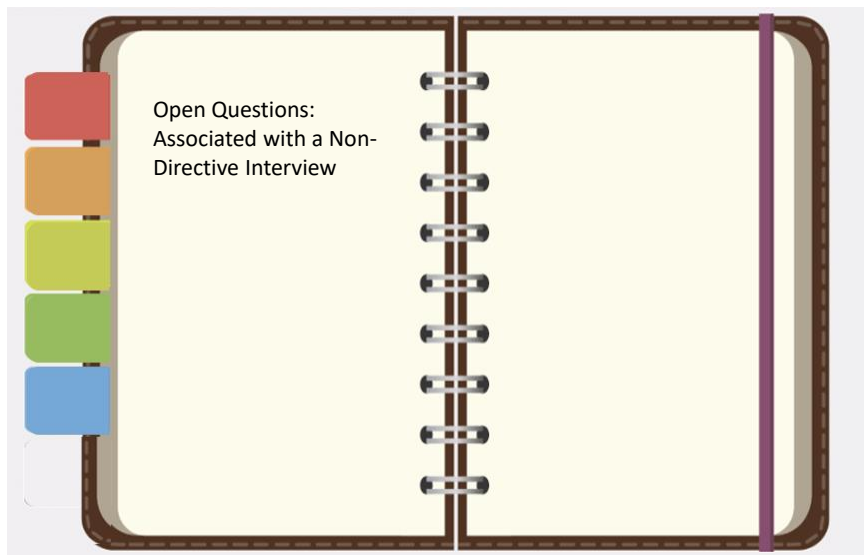 Open Questions:
Associated with a Non-
Directive Interview